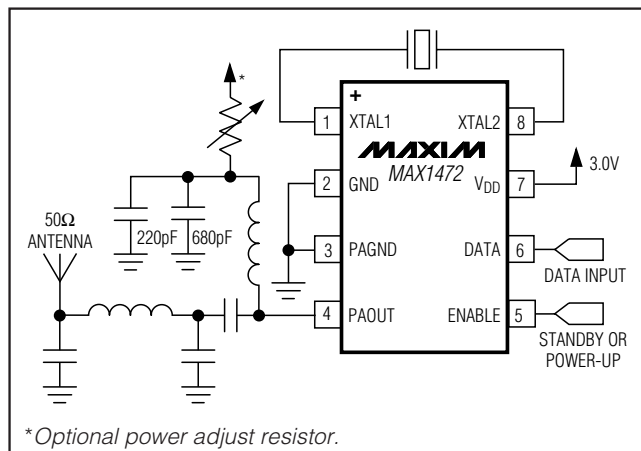 *
+
1 XTAL1 XTAL2 8
MAXIM
MAX1472
2 GND VDD 7 3.0V
220pF 680pF
50Ω
ANTENNA
3 PAGND DATA 6
DATA INPUT
4 PAOUT ENABLE 5
STANDBY OR
POWER-UP
*Optional power adjust resistor.